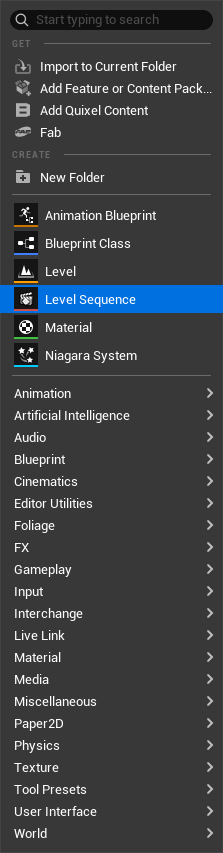 Start typing to search
GET
Import to Current Folder
Add Feature or Content Pack...
Add Quixel Content
Fab
CREATE
New Folder
Animation Blueprint
Blueprint Class
Level
Level Sequence
Material
Niagara System
Animation
Artificial Intelligence
Audio
Blueprint
Cinematics
Editor Utilities
Foliage
FX
Gameplay
Input
Interchange
Live Link
Material
Media
Miscellaneous
Paper2D
Physics
Texture
Tool Presets
User Interface
World